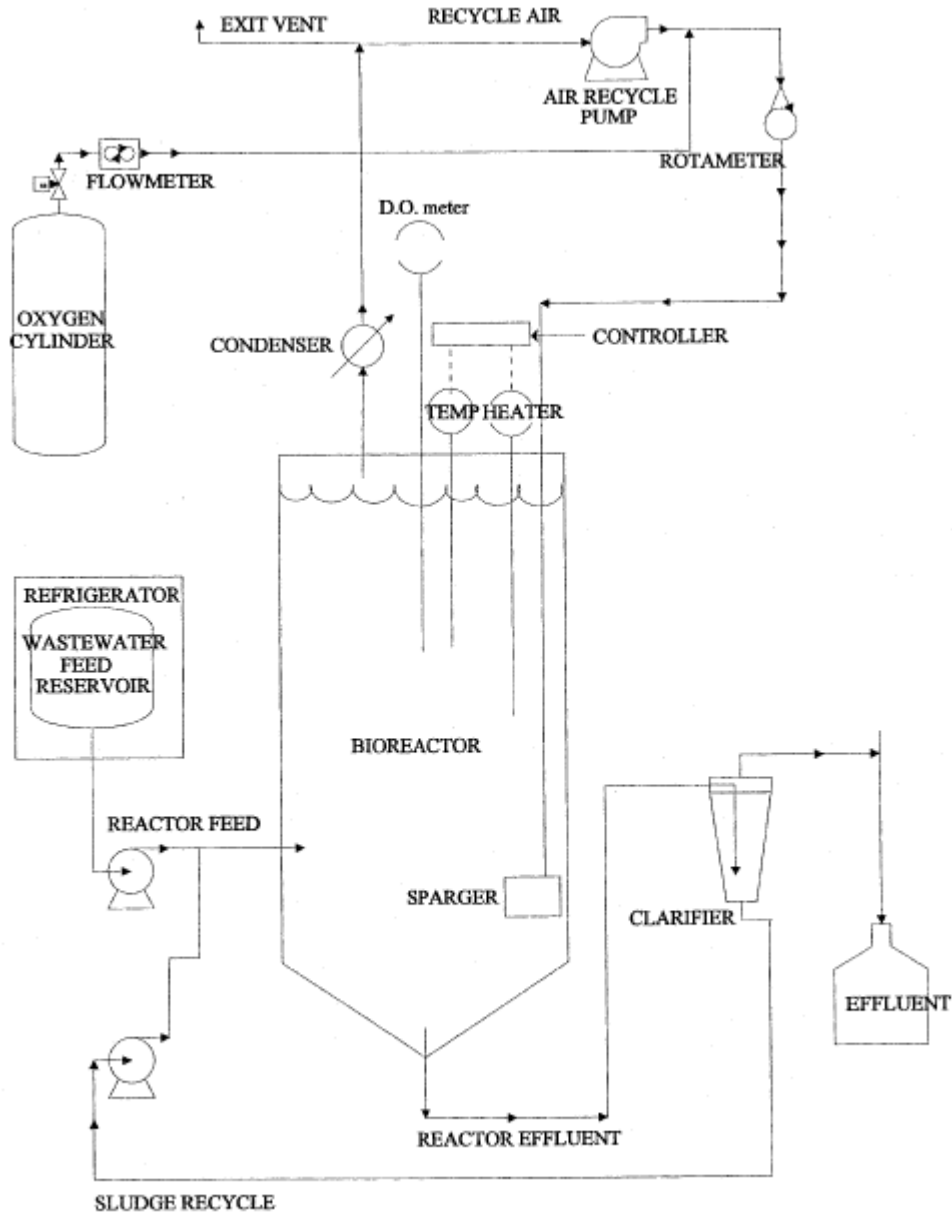 RECYCLE AIR
EXIT VENT
AIR RECYCLE
PUMP
ROTAMETER
FLOWMETER
D.O. meter
OXYGEN
CYLINDER
CONDENSER
CONTROLLER
TEMP
HEATER
REFRIGERATOR
WASTEWATER
FEED
RESERVOIR
BIOREACTOR
REACTOR FEED
SPARGER
CLARIFIER
EFFLUENT
REACTOR EFFLUENT
SLUDGE RECYCLE